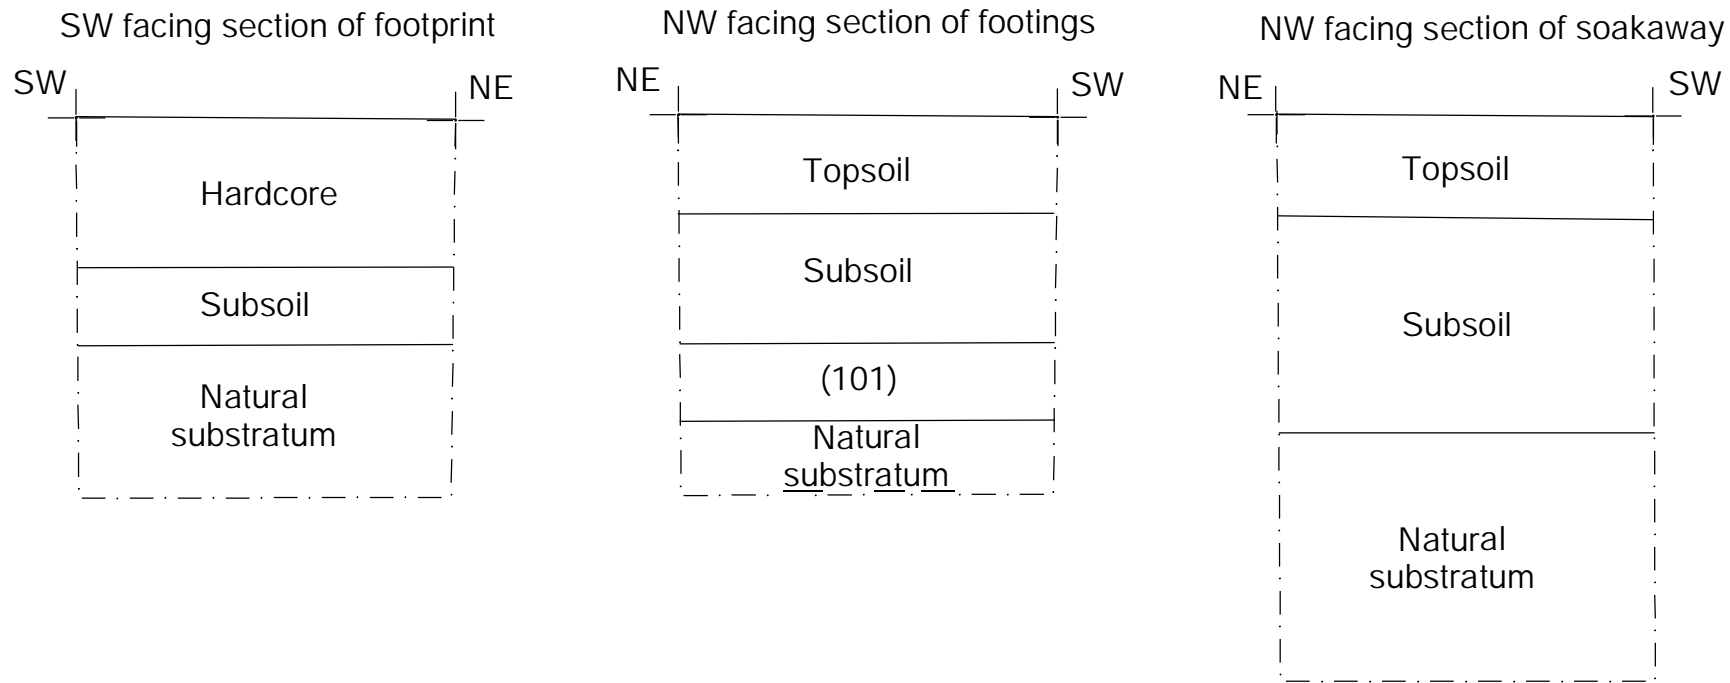 SW facing section of footprint
SW
NE
Hardcore
Subsoil
Natural
substratum
NW facing section of footings
NE
SW
Topsoil
Subsoil
(101)
Natural
substratum
NW facing section of soakaway
NE
SW
Topsoil
Subsoil
Natural
substratum